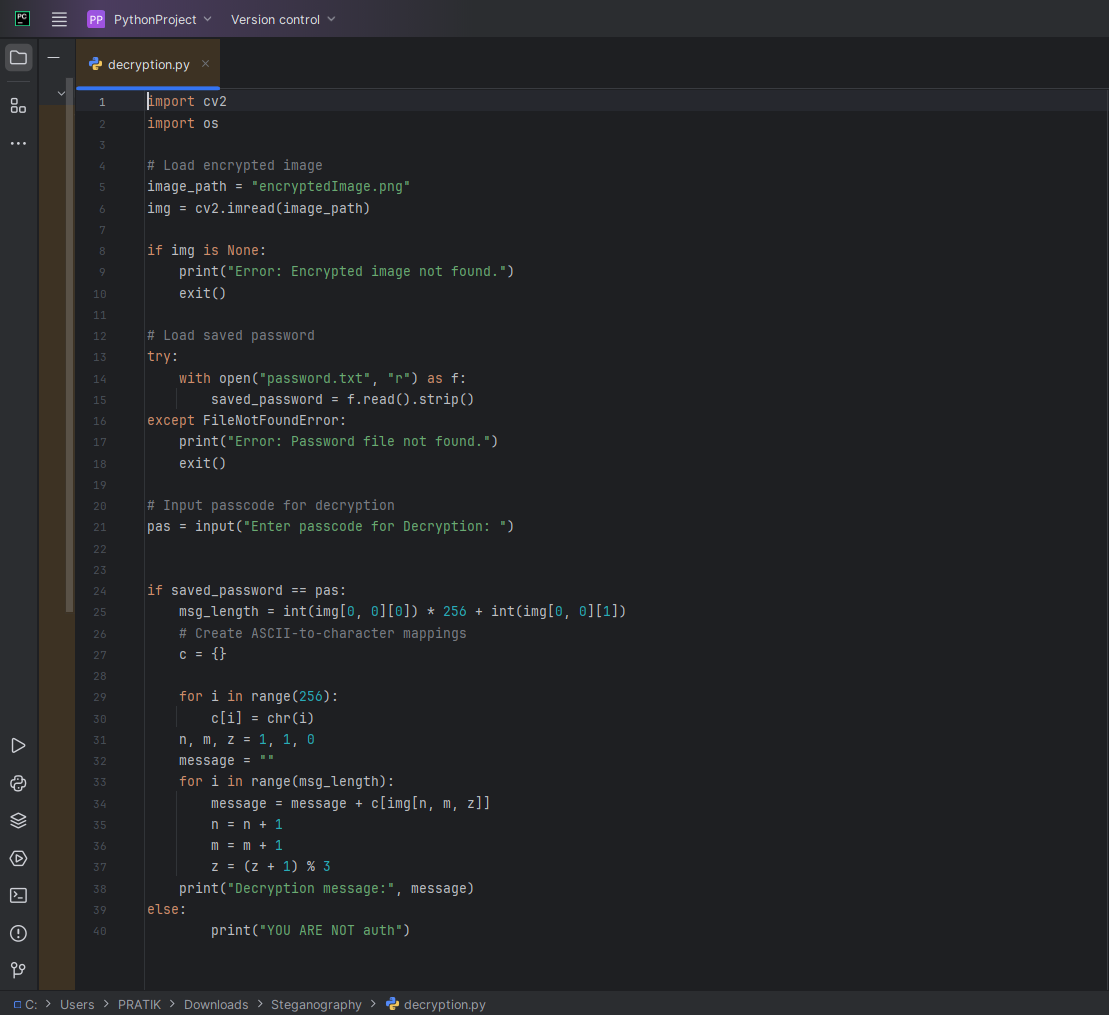 PC
PP PythonProject Version control
decryption.py
1 import cv2
2 import os
3
4 # Load encrypted image
5 image_path = "encryptedImage.png"
6 img = cv2.imread(image_path)
7
8 if img is None:
9     print("Error: Encrypted image not found.")
10     exit()
11
12 # Load saved password
13 try:
14     with open("password.txt", "r") as f:
15         saved_password = f.read().strip()
16 except FileNotFoundError:
17     print("Error: Password file not found.")
18     exit()
19
20 # Input passcode for decryption
21 pas = input("Enter passcode for Decryption: ")
22
23
24 if saved_password == pas:
25     msg_length = int(img[0, 0][0]) * 256 + int(img[0, 0][1])
26     # Create ASCII-to-character mappings
27     c = {}
28
29     for i in range(256):
30         c[i] = chr(i)
31     n, m, z = 1, 1, 0
32     message = ""
33     for i in range(msg_length):
34         message = message + c[img[n, m, z]]
35         n = n + 1
36         m = m + 1
37         z = (z + 1) % 3
38     print("Decryption message:", message)
39 else:
40         print("YOU ARE NOT auth")
C: > Users > PRATIK > Downloads > Steganography > decryption.py